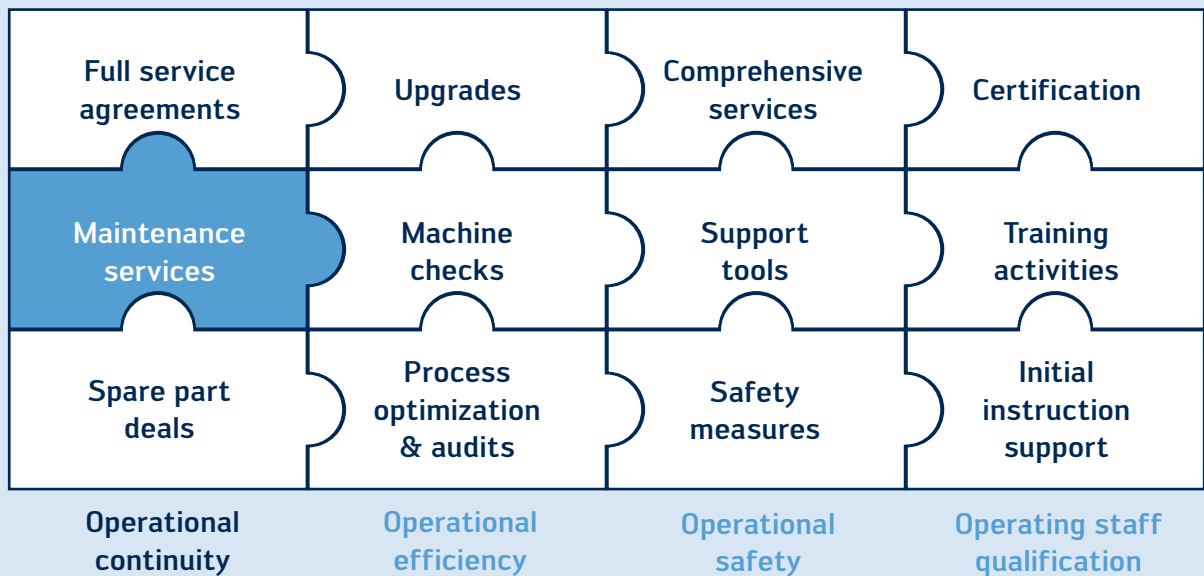 Full service
agreements
Upgrades
Comprehensive
services
Certification
Maintenance
services
Machine
checks
Support
tools
Training
activities
Spare part
deals
Process
optimization
& audits
Safety
measures
Initial
instruction
support
Operational
continuity
Operational
efficiency
Operational
safety
Operating staff
qualification